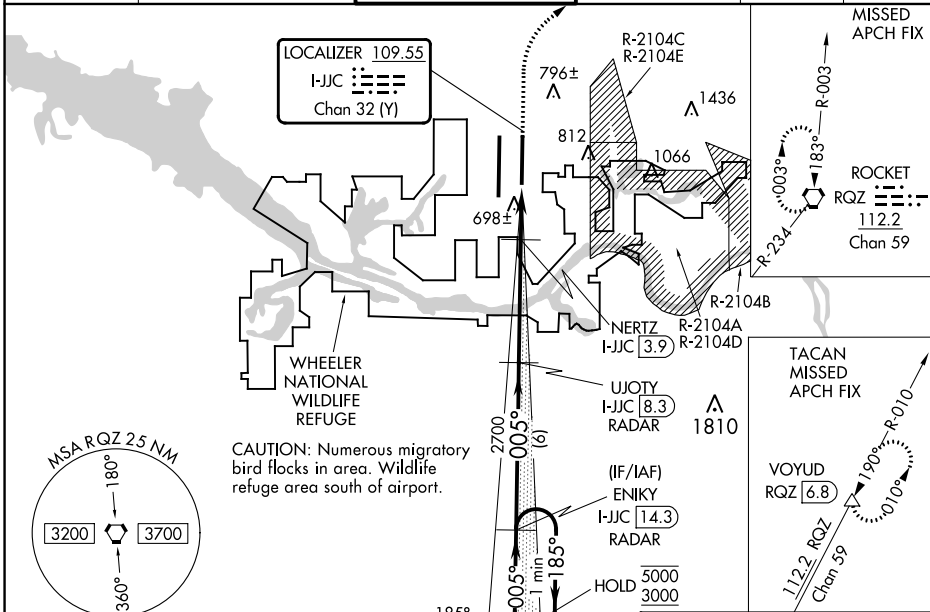 LOCALIZER 109.55
I-JJC
Chan 32 (Y)
796±
R-2104C
R-2104E
1436
812
1066
698±
MISSED
APCH FIX
R-003
183°
003°
ROCKET
RQZ
112.2
Chan 59
R-234
R-2104B
R-2104A
R-2104D
NERTZ
I-JJC 3.9
WHEELER
NATIONAL
WILDLIFE
REFUGE
UJOTY
I-JJC 8.3
RADAR
1810
2700
005°
(6)
CAUTION: Numerous migratory
bird flocks in area. Wildlife
refuge area south of airport.
(IF/IAF)
ENIKY
I-JJC 14.3
RADAR
005°
1 min
185°
HOLD
5000
3000
MSA RQZ 25 NM
180°
3200
3700
360°
TACAN
MISSED
APCH FIX
R-010
190°
010°
VOYUD
RQZ 6.8
112.2 RQZ
Chan 59